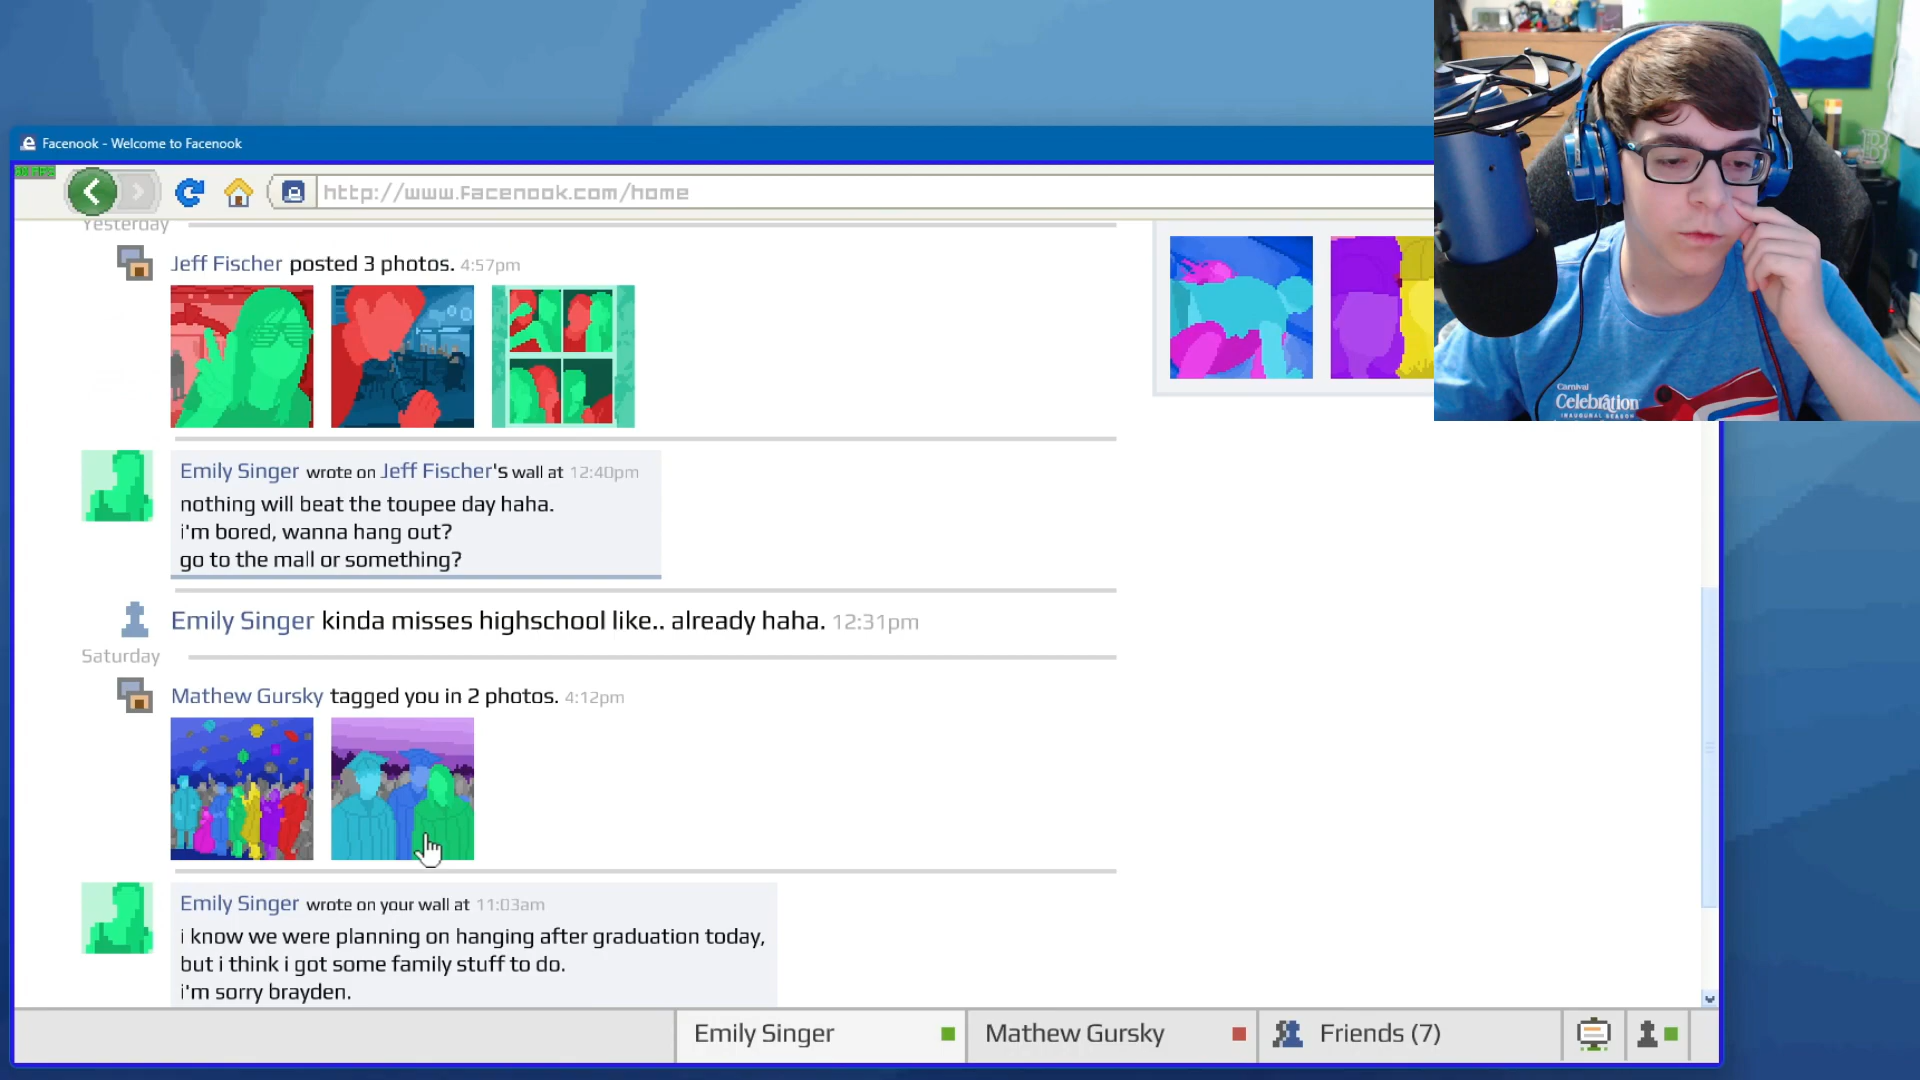 Facenook - Welcome to Facenook
http://www.Facenook.com/home
Yesterday
Jeff Fischer posted 3 photos. 4:57pm
Emily Singer wrote on Jeff Fischer's wall at 12:40pm
nothing will beat the toupee day haha.
i'm bored, wanna hang out?
go to the mall or something?
Emily Singer kinda misses highschool like.. already haha. 12:31pm
Saturday
Mathew Gursky tagged you in 2 photos. 4:12pm
Emily Singer wrote on your wall at 11:03am
i know we were planning on hanging after graduation today,
but i think i got some family stuff to do.
i'm sorry brayden.
Emily Singer
Mathew Gursky
Friends (7)
Carnival
Celebration
INAUGURAL SEASON